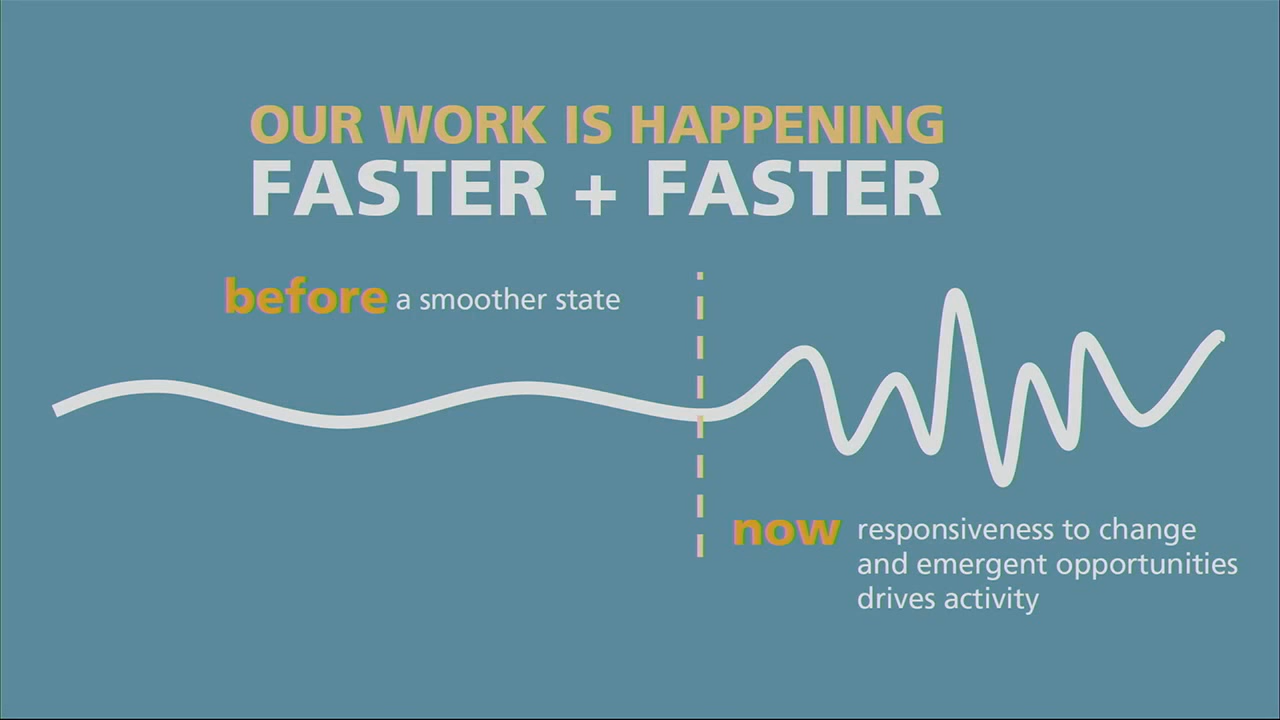 OUR WORK IS HAPPENING
FASTER + FASTER
before a smoother state
now responsiveness to change
and emergent opportunities
drives activity